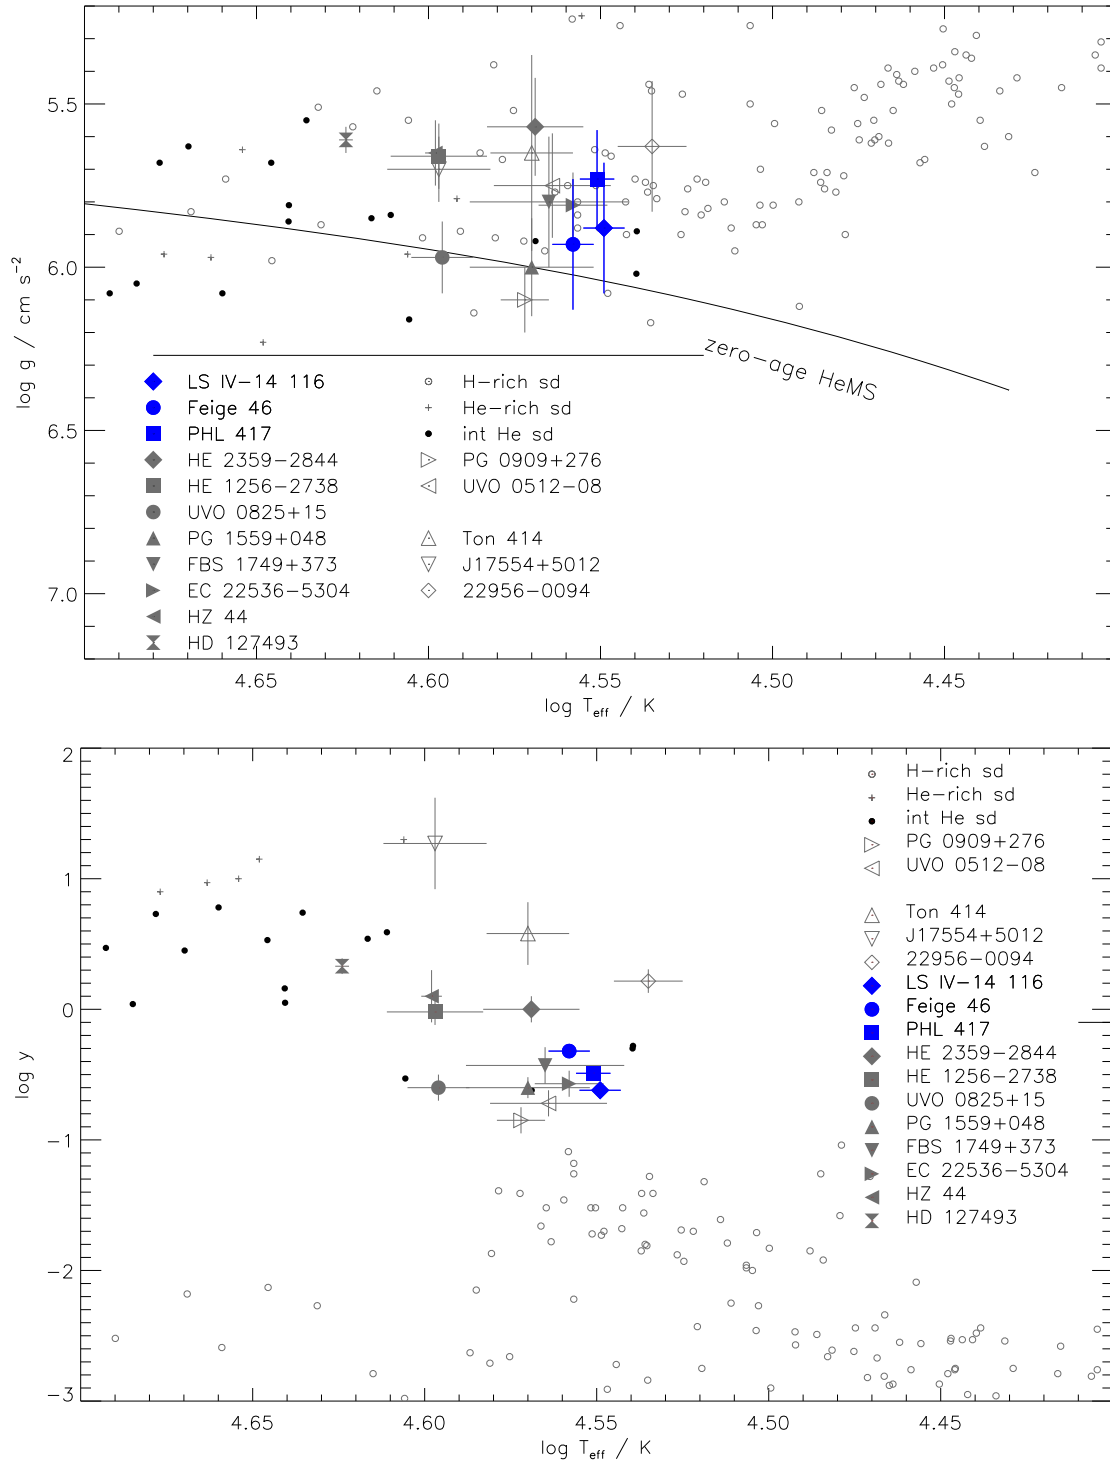 5.5
6.0
6.5
7.0
log g / cm s⁻²
zero-age HeMS
LS IV-14 116
Feige 46
PHL 417
HE 2359-2844
HE 1256-2738
UVO 0825+15
PG 1559+048
FBS 1749+373
EC 22536-5304
HZ 44
HD 127493
H-rich sd
He-rich sd
int He sd
PG 0909+276
UVO 0512-08
Ton 414
J17554+5012
22956-0094
4.65 4.60 4.55 4.50 4.45
log T_eff / K
2
1
0
-1
-2
-3
log y
H-rich sd
He-rich sd
int He sd
PG 0909+276
UVO 0512-08
Ton 414
J17554+5012
22956-0094
LS IV-14 116
Feige 46
PHL 417
HE 2359-2844
HE 1256-2738
UVO 0825+15
PG 1559+048
FBS 1749+373
EC 22536-5304
HZ 44
HD 127493
4.65 4.60 4.55 4.50 4.45
log T_eff / K